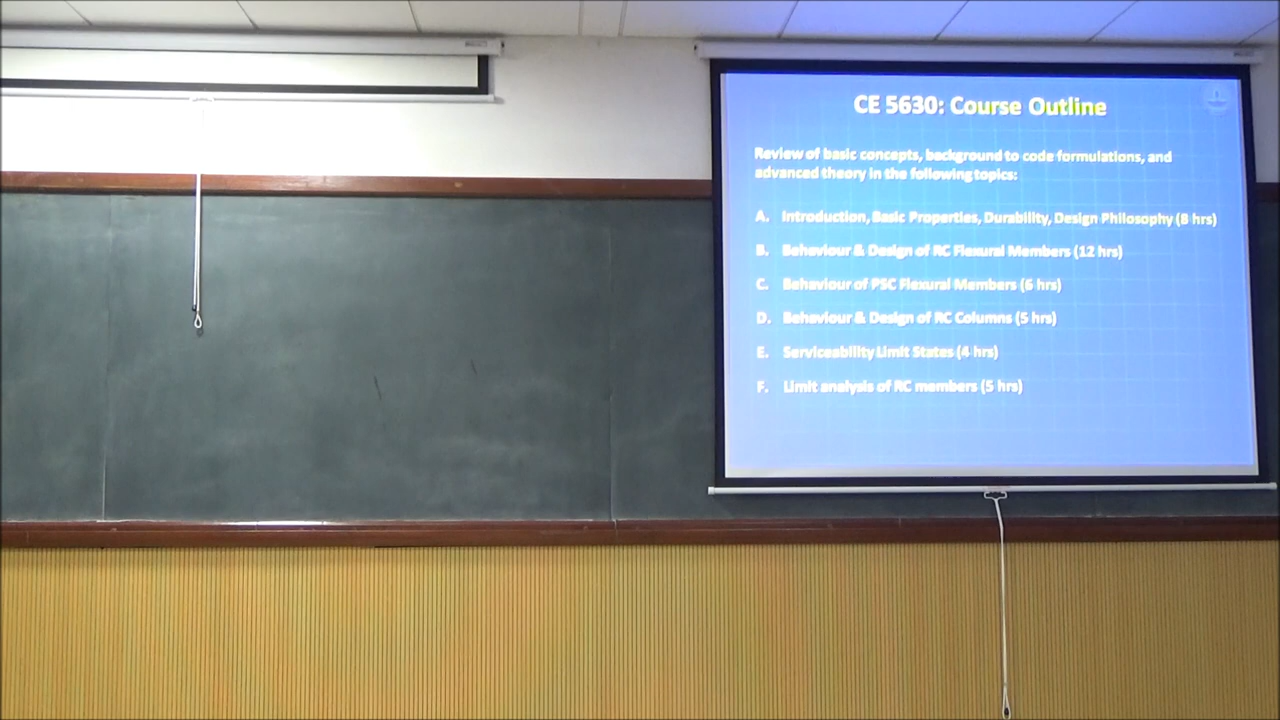 CE 5630: Course Outline
Review of basic concepts, background to code formulations, and
advanced theory in the following topics:
A. Introduction, Basic Properties, Durability, Design Philosophy (8 hrs)
B. Behaviour & Design of RC Flexural Members (12 hrs)
C. Behaviour of PSC Flexural Members (6 hrs)
D. Behaviour & Design of RC Columns (5 hrs)
E. Serviceability Limit States (4 hrs)
F. Limit analysis of RC members (5 hrs)